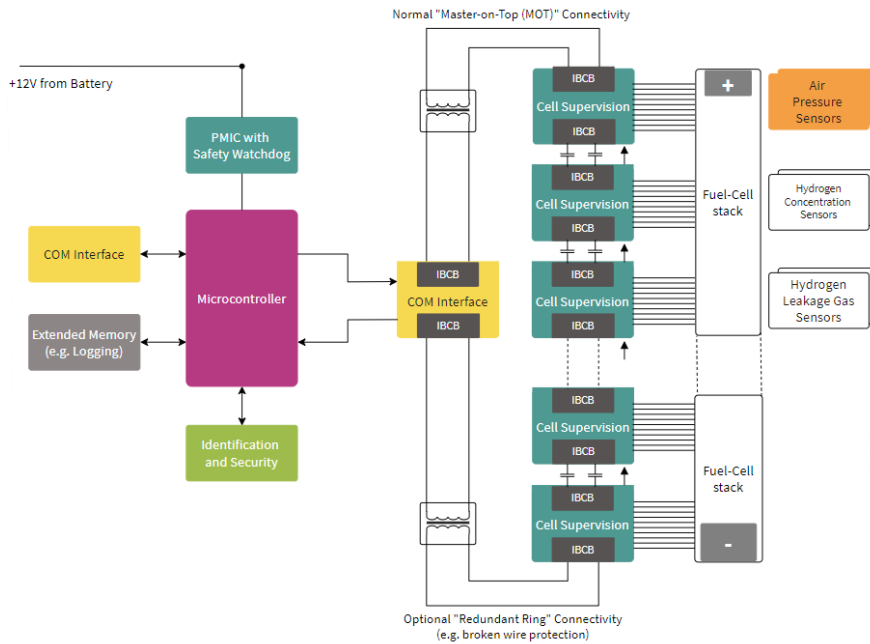 Normal "Master-on-Top (MOT)" Connectivity
+12V from Battery
PMIC with
Safety Watchdog
COM Interface
Microcontroller
Extended Memory
(e.g. Logging)
Identification
and Security
IBCB
COM Interface
IBCB
IBCB
Cell Supervision
IBCB
IBCB
Cell Supervision
IBCB
IBCB
Cell Supervision
IBCB
IBCB
Cell Supervision
IBCB
IBCB
Cell Supervision
IBCB
+
Fuel-Cell
stack
Fuel-Cell
stack
-
Air
Pressure
Sensors
Hydrogen
Concentration
Sensors
Hydrogen
Leakage Gas
Sensors
Optional "Redundant Ring" Connectivity
(e.g. broken wire protection)